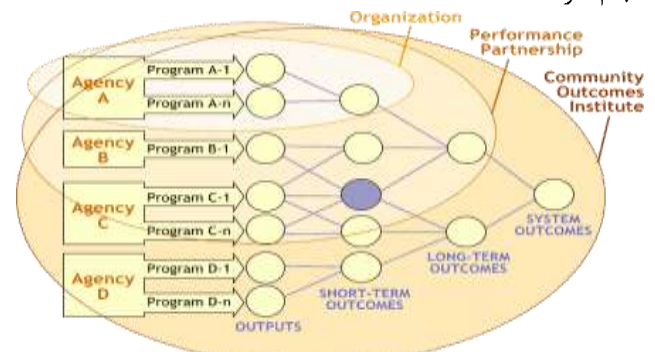 Organization
Performance
Partnership
Community
Outcomes
Institute
Agency
A
Program A-1
Program A-n
Agency
B
Program B-1
Agency
C
Program C-1
Program C-n
Agency
D
Program D-1
Program D-n
OUTPUTS
SHORT-TERM
OUTCOMES
LONG-TERM
OUTCOMES
SYSTEM
OUTCOMES